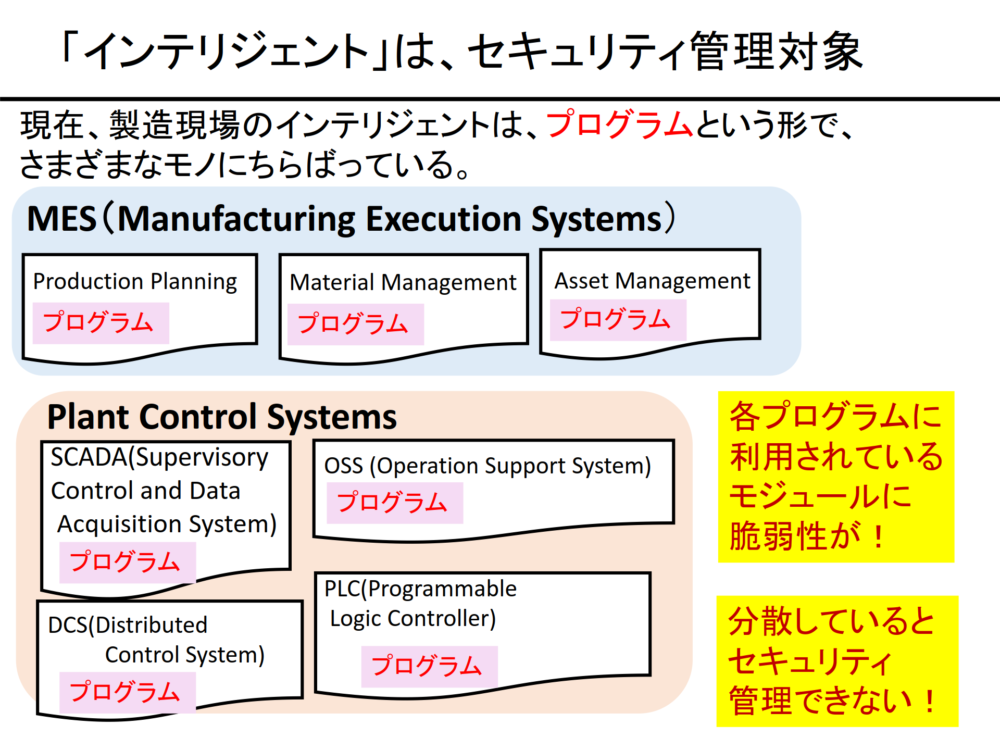 「インテリジェント」は、セキュリティ管理対象
現在、製造現場のインテリジェントは、プログラムという形で、
さまざまなモノにちらばっている。
MES（Manufacturing Execution Systems）
Production Planning
プログラム
Material Management
プログラム
Asset Management
プログラム
Plant Control Systems
SCADA(Supervisory
Control and Data
Acquisition System)
プログラム
OSS (Operation Support System)
プログラム
DCS(Distributed
Control System)
プログラム
PLC(Programmable
Logic Controller)
プログラム
各プログラムに
利用されている
モジュールに
脆弱性が！
分散していると
セキュリティ
管理できない！